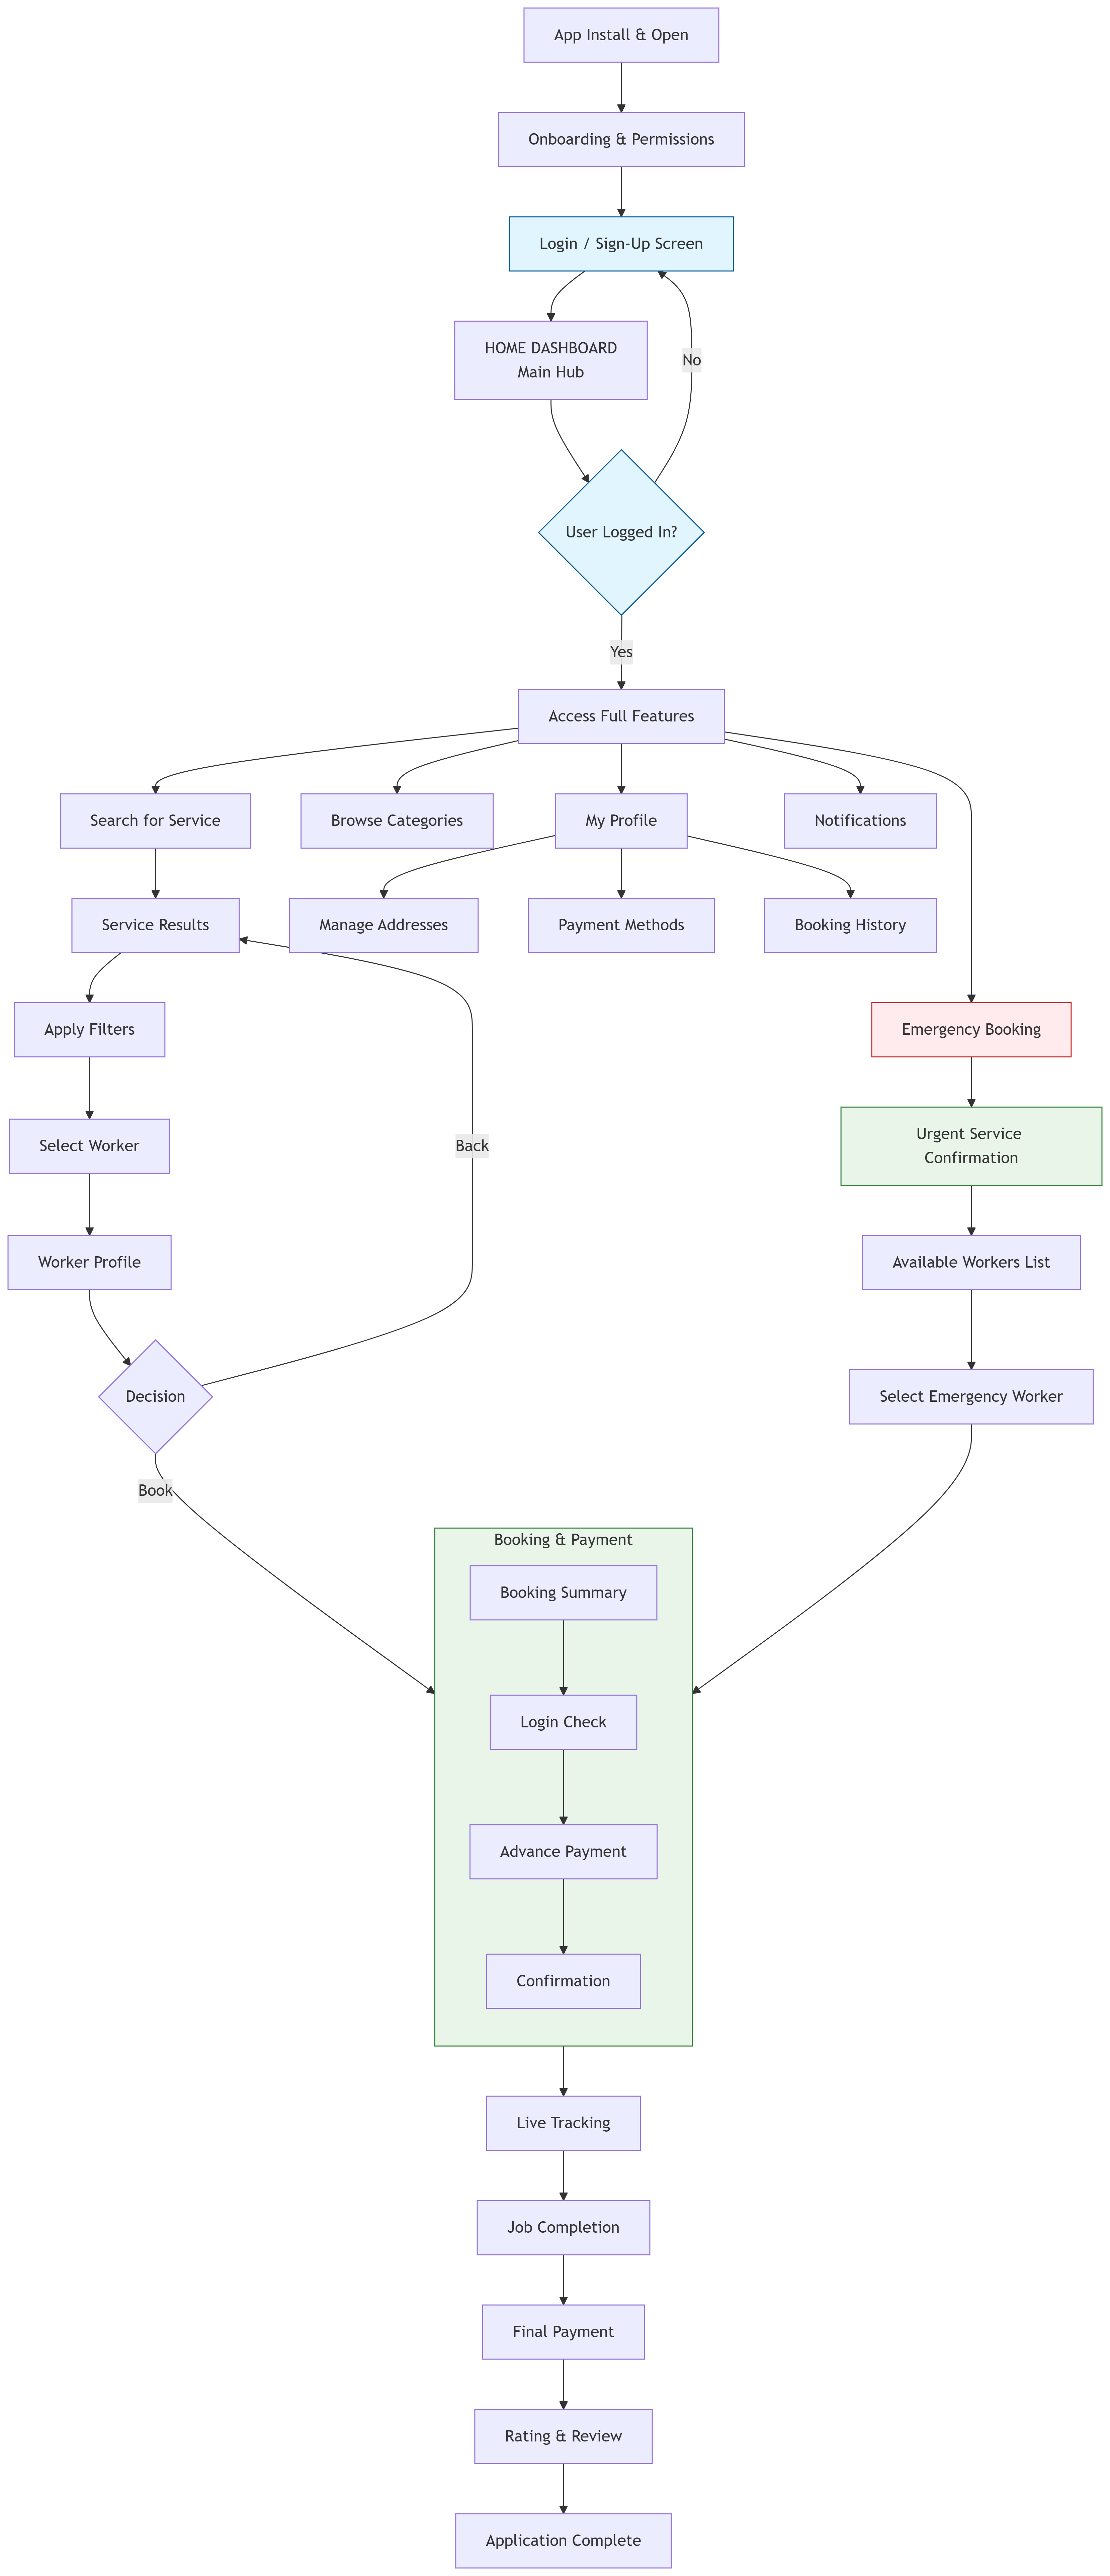 App Install & Open
Onboarding & Permissions
Login / Sign-Up Screen
HOME DASHBOARD
Main Hub
No
User Logged In?
Yes
Access Full Features
Search for Service
Browse Categories
My Profile
Notifications
Service Results
Manage Addresses
Payment Methods
Booking History
Apply Filters
Emergency Booking
Select Worker
Back
Urgent Service
Confirmation
Worker Profile
Available Workers List
Decision
Select Emergency Worker
Book
Booking & Payment
Booking Summary
Login Check
Advance Payment
Confirmation
Live Tracking
Job Completion
Final Payment
Rating & Review
Application Complete